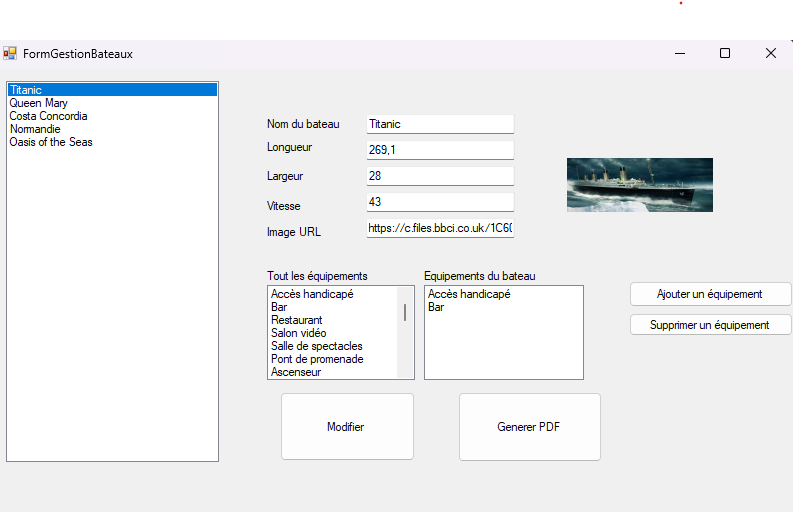 FormGestionBateaux
Titanic
Queen Mary
Costa Concordia
Normandie
Oasis of the Seas
Nom du bateau
Titanic
Longueur
269,1
Largeur
28
Vitesse
43
Image URL
https://c.files.bbci.co.uk/1C60
Tout les équipements
Accès handicapé
Bar
Restaurant
Salon vidéo
Salle de spectacles
Pont de promenade
Ascenseur
Equipements du bateau
Accès handicapé
Bar
Ajouter un équipement
Supprimer un équipement
Modifier
Generer PDF